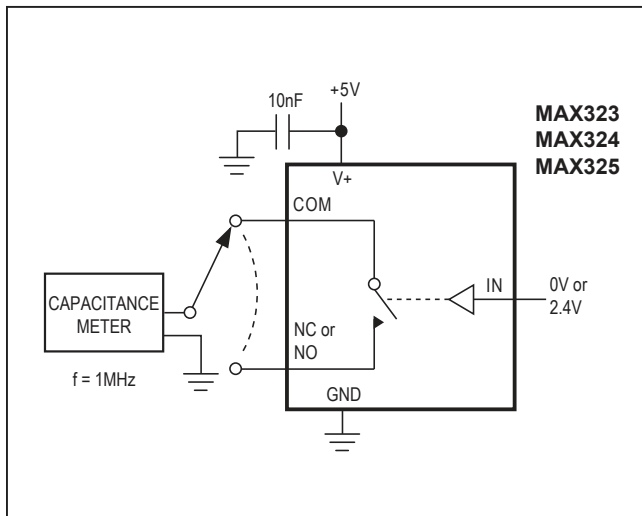 +5V
10nF
MAX323
MAX324
MAX325
V+
COM
IN
0V or
2.4V
CAPACITANCE
METER
NC or
NO
f = 1MHz
GND